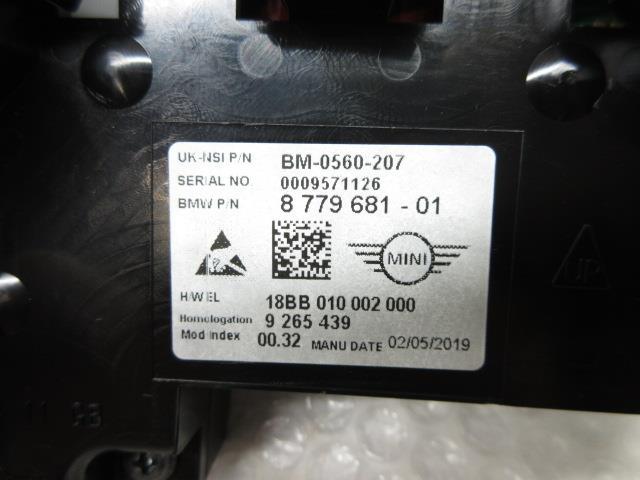 UK-NSI P/N BM-0560-207
SERIAL NO. 0009571126
BMW P/N 8 779 681 - 01
MINI
H/W EL 18BB 010 002 000
Homologation 9 265 439
Mod Index 00.32 MANU DATE 02/05/2019
UP